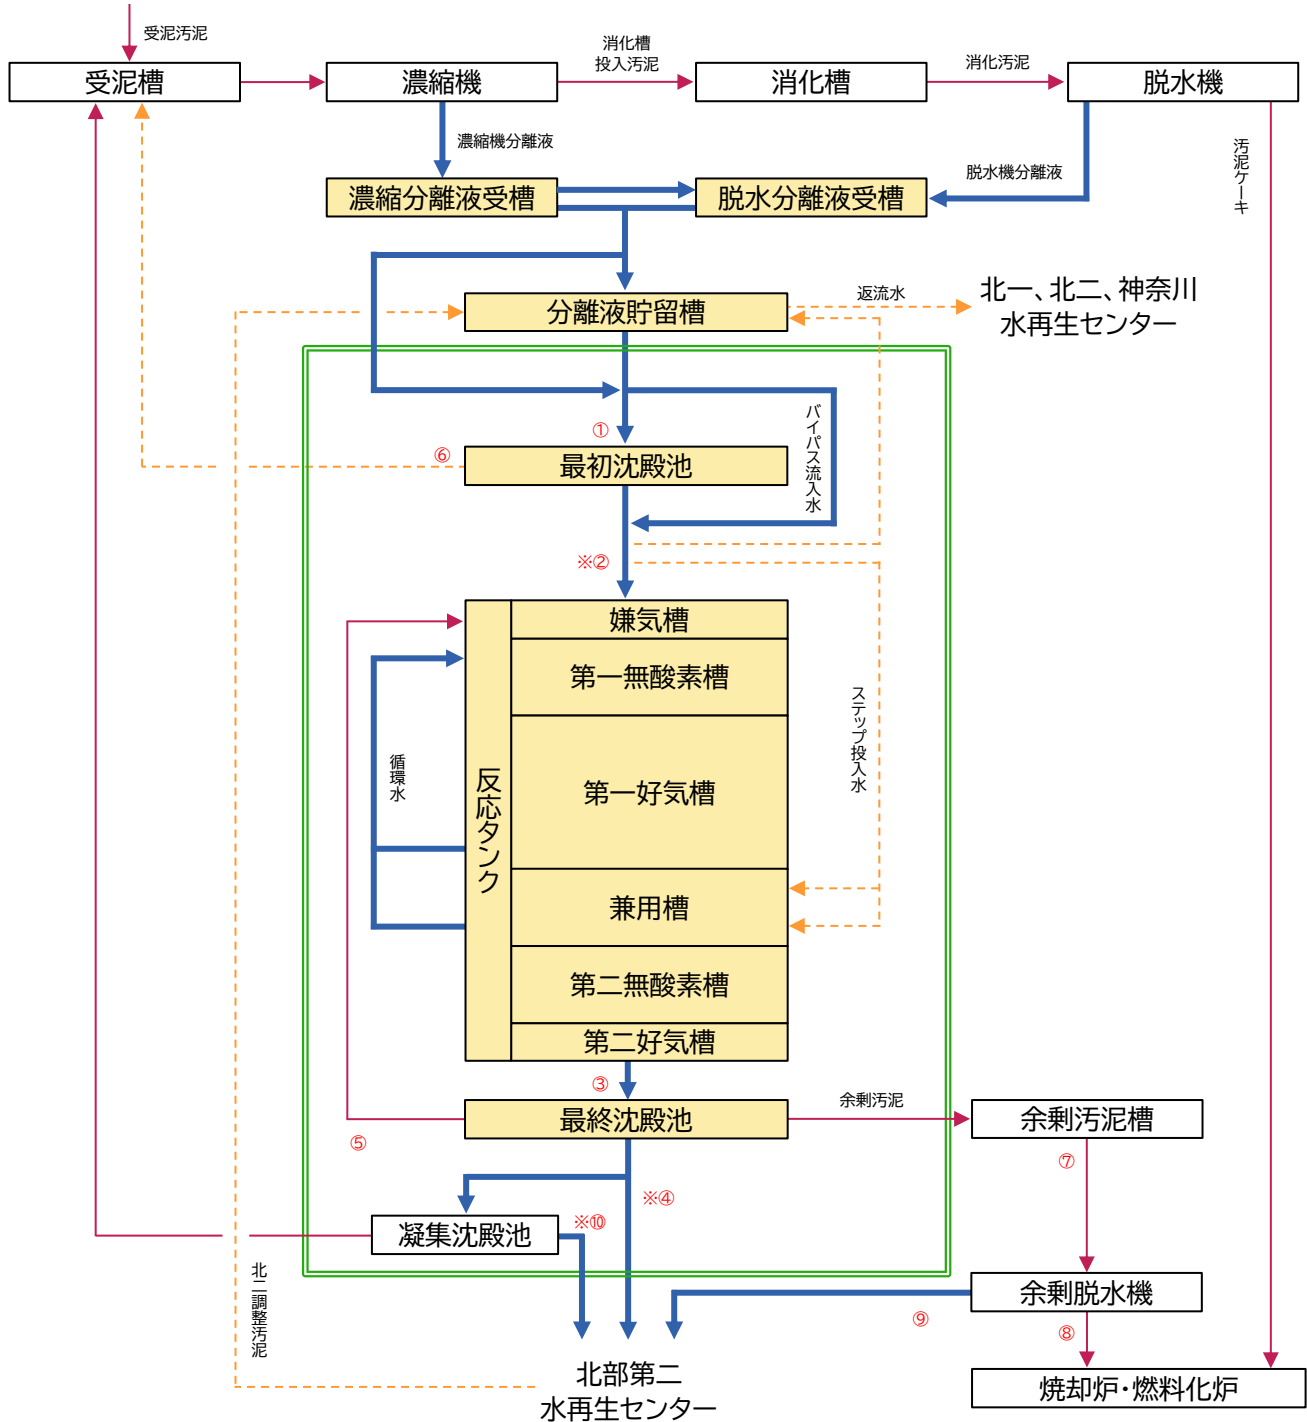 受泥汚泥
消化槽
投入汚泥
消化汚泥
受泥槽
濃縮機
消化槽
脱水機
濃縮機分離液
脱水機分離液
汚泥ケーキ
濃縮分離液受槽
脱水分離液受槽
返流水
北一、北二、神奈川
水再生センター
分離液貯留槽
①
バイパス流入水
⑥
最初沈殿池
※②
嫌気槽
第一無酸素槽
ステップ投入水
循環水
反応タンク
第一好気槽
兼用槽
第二無酸素槽
第二好気槽
③
最終沈殿池
余剰汚泥
余剰汚泥槽
⑤
⑦
※④
※⑩
凝集沈殿池
北二調整汚泥
余剰脱水機
⑨
⑧
北部第二
水再生センター
焼却炉・燃料化炉